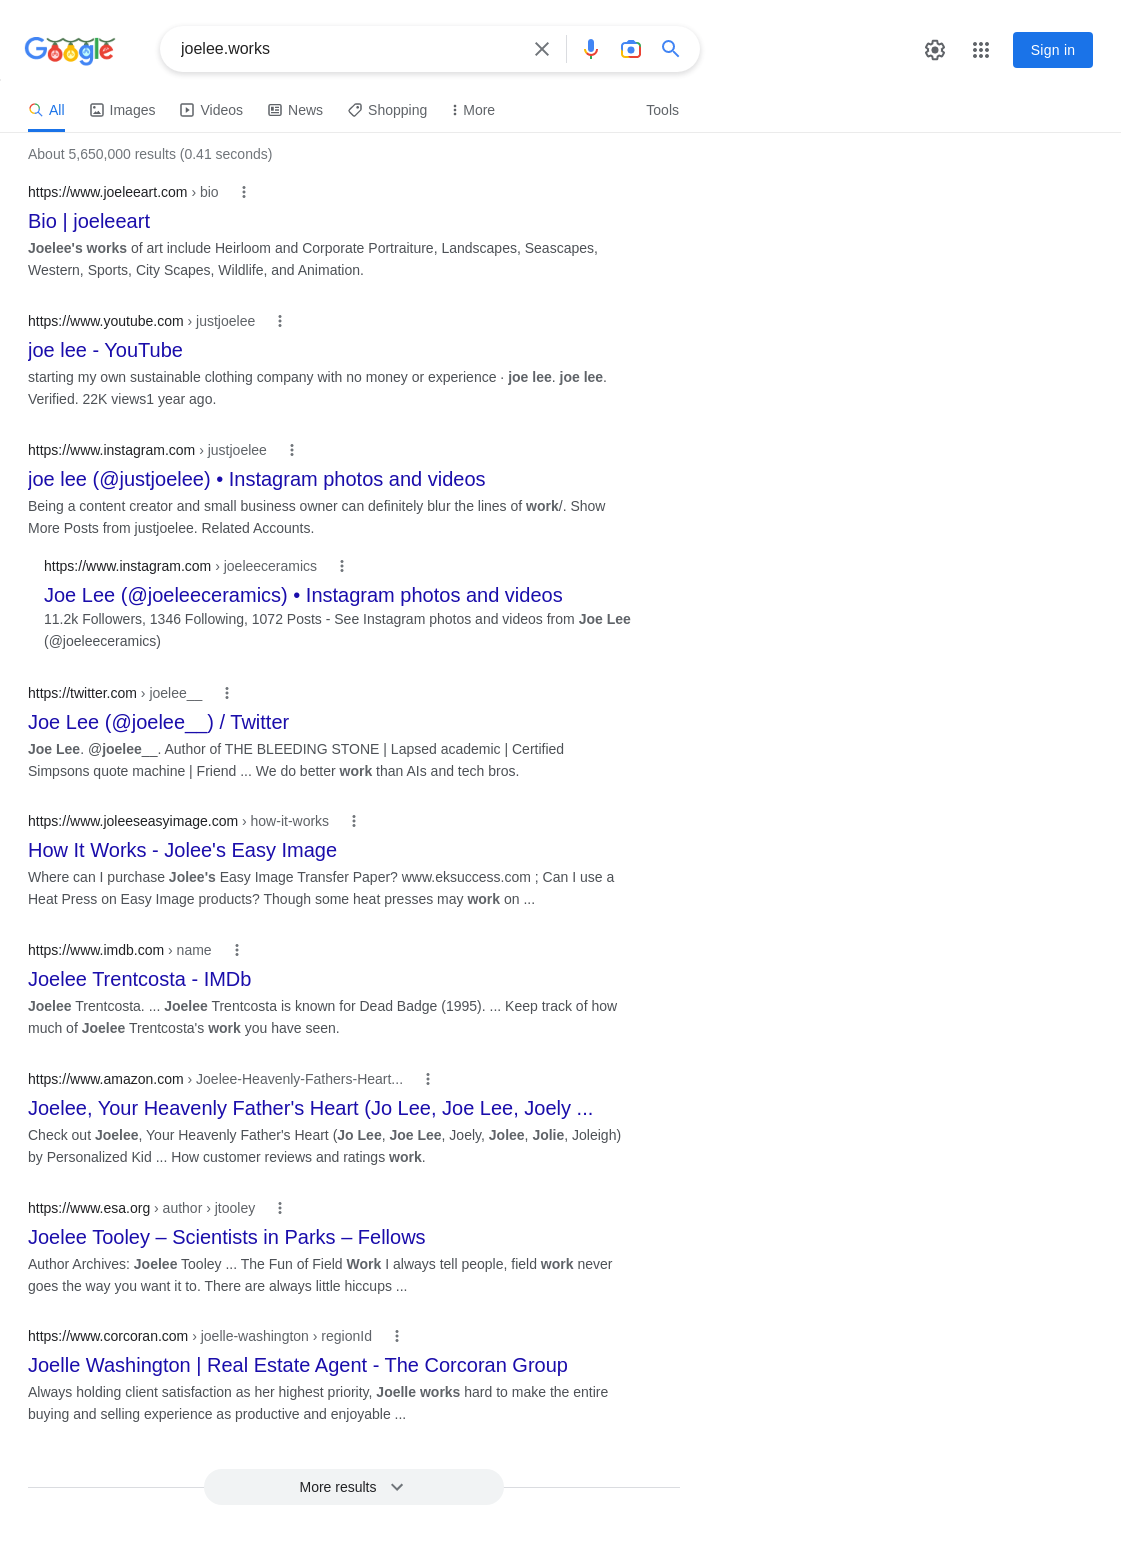 Google
joelee.works
Sign in
All Images Videos News Shopping More Tools
About 5,650,000 results (0.41 seconds)
https://www.joeleeart.com › bio
Bio | joeleeart
Joelee's works of art include Heirloom and Corporate Portraiture, Landscapes, Seascapes,
Western, Sports, City Scapes, Wildlife, and Animation.
https://www.youtube.com › justjoelee
joe lee - YouTube
starting my own sustainable clothing company with no money or experience · joe lee. joe lee.
Verified. 22K views1 year ago.
https://www.instagram.com › justjoelee
joe lee (@justjoelee) • Instagram photos and videos
Being a content creator and small business owner can definitely blur the lines of work/. Show
More Posts from justjoelee. Related Accounts.
https://www.instagram.com › joeleeceramics
Joe Lee (@joeleeceramics) • Instagram photos and videos
11.2k Followers, 1346 Following, 1072 Posts - See Instagram photos and videos from Joe Lee
(@joeleeceramics)
https://twitter.com › joelee__
Joe Lee (@joelee__) / Twitter
Joe Lee. @joelee__. Author of THE BLEEDING STONE | Lapsed academic | Certified
Simpsons quote machine | Friend ... We do better work than AIs and tech bros.
https://www.joleeseasyimage.com › how-it-works
How It Works - Jolee's Easy Image
Where can I purchase Jolee's Easy Image Transfer Paper? www.eksuccess.com ; Can I use a
Heat Press on Easy Image products? Though some heat presses may work on ...
https://www.imdb.com › name
Joelee Trentcosta - IMDb
Joelee Trentcosta. ... Joelee Trentcosta is known for Dead Badge (1995). ... Keep track of how
much of Joelee Trentcosta's work you have seen.
https://www.amazon.com › Joelee-Heavenly-Fathers-Heart...
Joelee, Your Heavenly Father's Heart (Jo Lee, Joe Lee, Joely ...
Check out Joelee, Your Heavenly Father's Heart (Jo Lee, Joe Lee, Joely, Jolee, Jolie, Joleigh)
by Personalized Kid ... How customer reviews and ratings work.
https://www.esa.org › author › jtooley
Joelee Tooley – Scientists in Parks – Fellows
Author Archives: Joelee Tooley ... The Fun of Field Work I always tell people, field work never
goes the way you want it to. There are always little hiccups ...
https://www.corcoran.com › joelle-washington › regionId
Joelle Washington | Real Estate Agent - The Corcoran Group
Always holding client satisfaction as her highest priority, Joelle works hard to make the entire
buying and selling experience as productive and enjoyable ...
More results